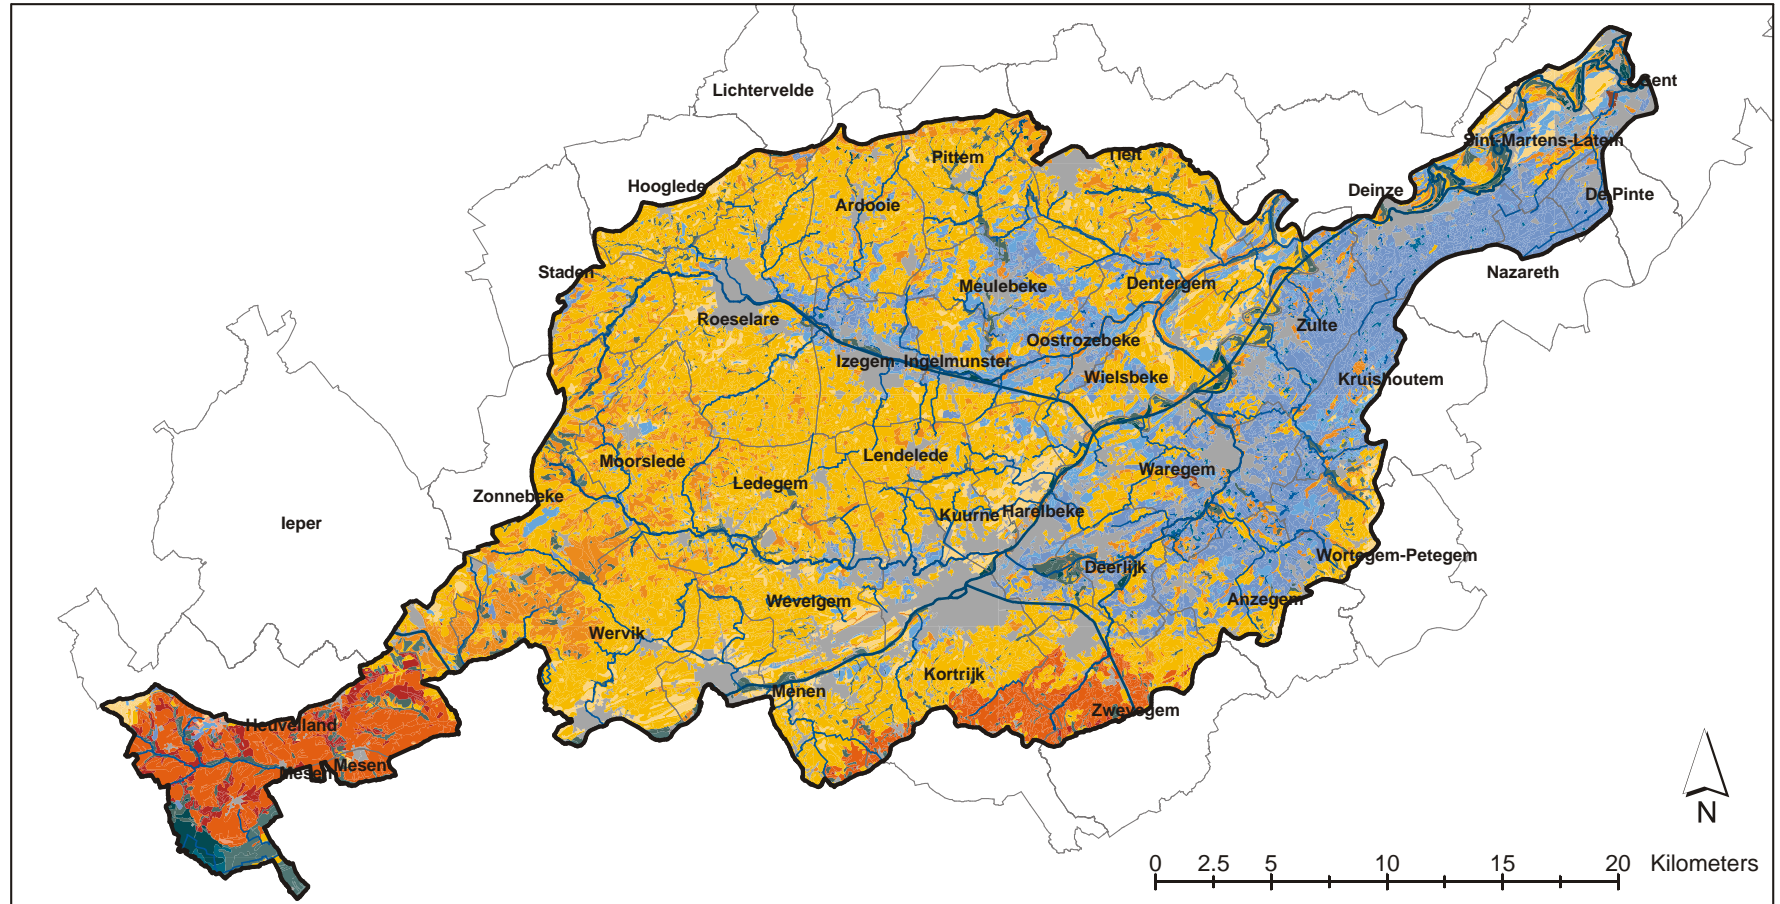 Lichtervelde
Gent
Sint-Martens-Latem
Pittem
Tielt
Hooglede
Deinze
De Pinte
Ardooie
Staden
Nazareth
Meulebeke
Dentergem
Roeselare
Zulte
Oostrozebeke
Izegem
Ingelmunster
Wielsbeke
Kruishoutem
Lendelede
Moorslede
Waregem
Ledegem
Zonnebeke
Ieper
Kuurne
Harelbeke
Wortegem-Petegem
Deerlijk
Anzegem
Wevelgem
Wervik
Kortrijk
Menen
Zwevegem
Heuvelland
Mesen
Mesen
N
0 2.5 5 10 15 20 Kilometers